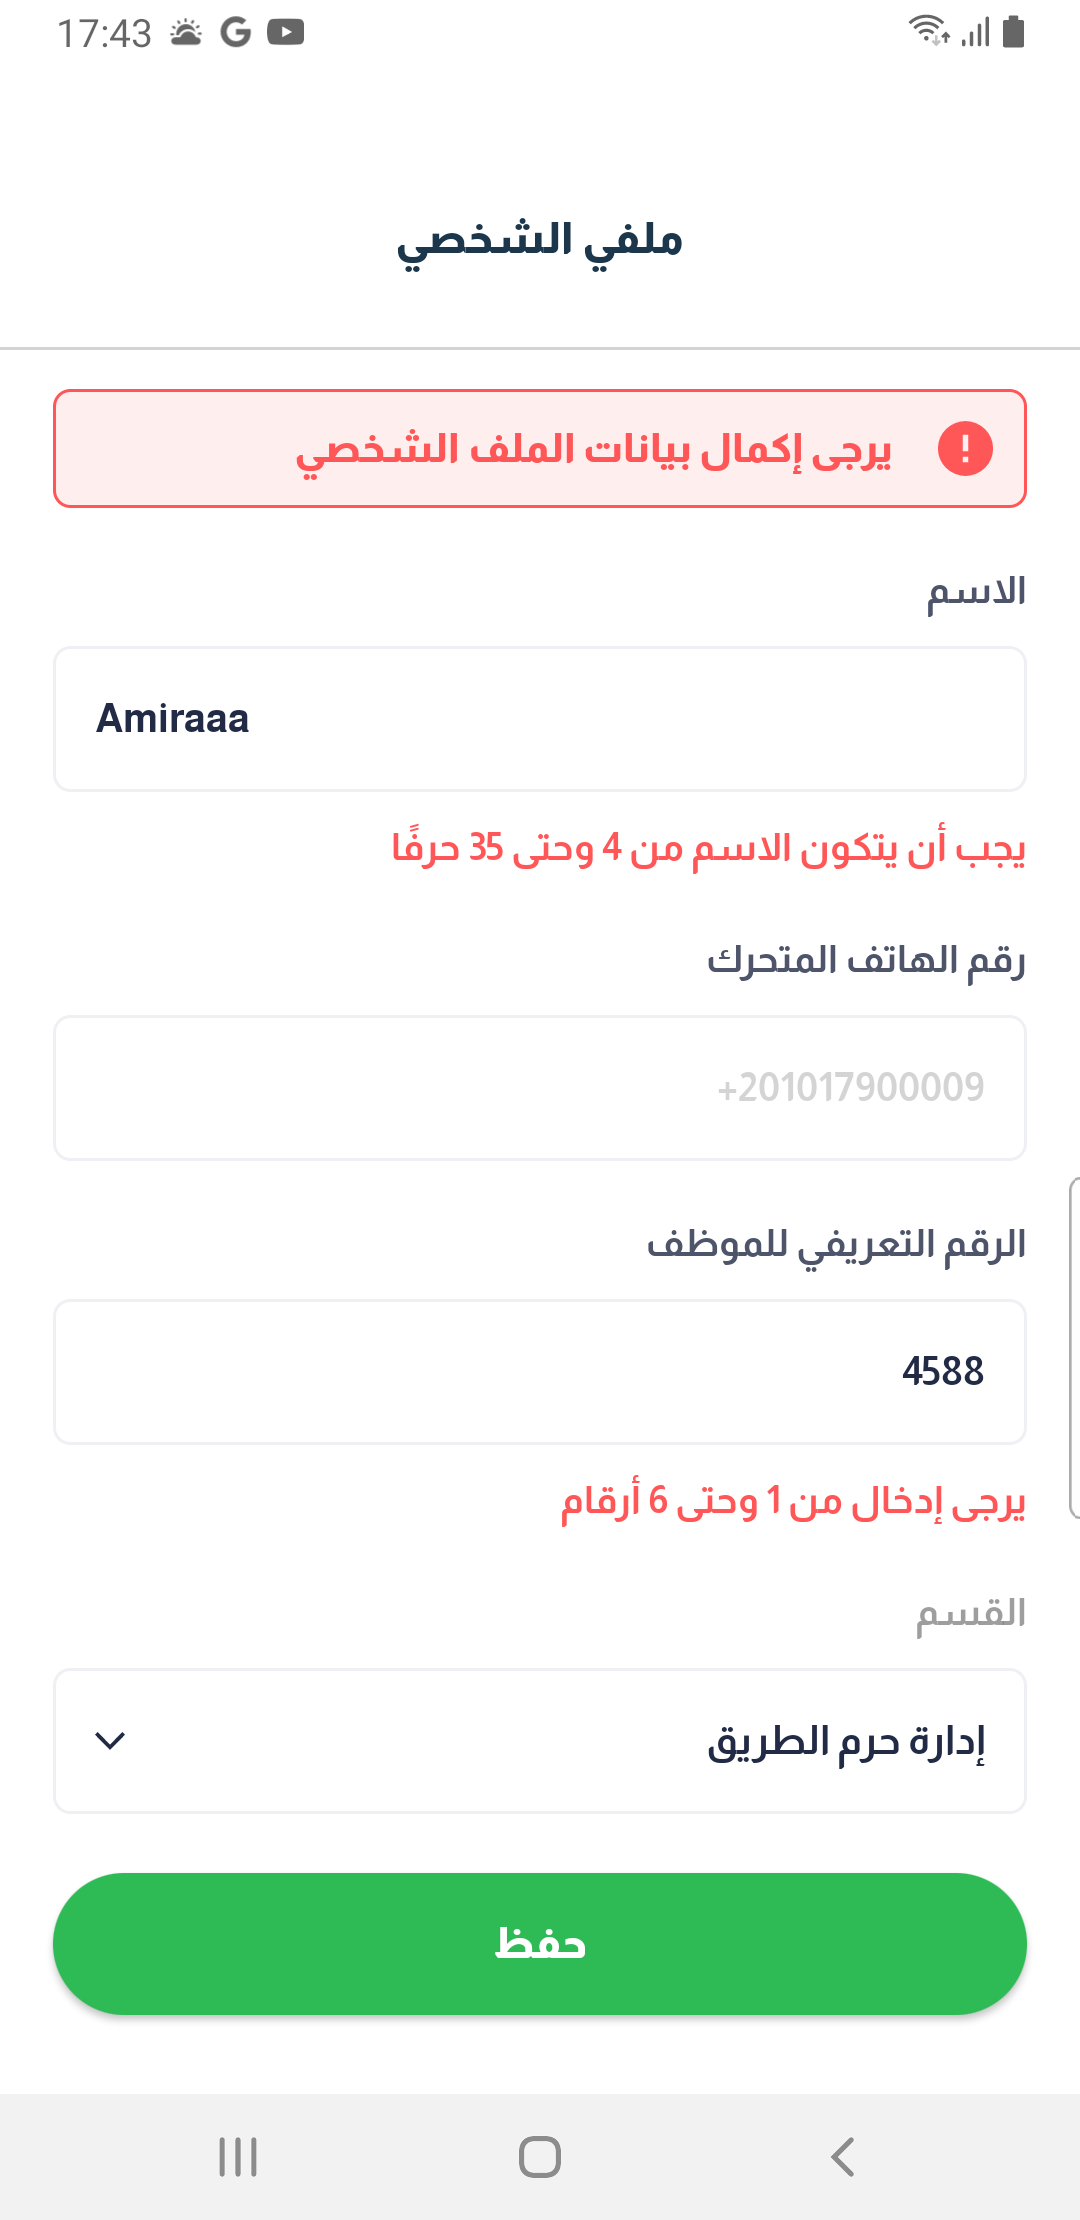 17:43
ملفي الشخصي
يرجى إكمال بيانات الملف الشخصي
الاسم
Amiraaa
يجب أن يتكون الاسم من 4 وحتى 35 حرفًا
رقم الهاتف المتحرك
+201017900009
الرقم التعريفي للموظف
4588
يرجى إدخال من 1 وحتى 6 أرقام
القسم
إدارة حرم الطريق
حفظ